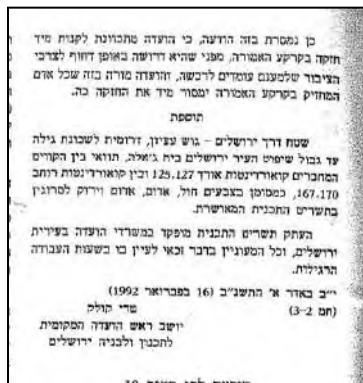 כן נמסרת בזה הודעה, כי הועדה מתכוונת לקנות מיד
חזקה בקרקע האמורה, מפני שהיא דרושה באופן דחוף לצרכי
הציבור שלמענם עומדים לרכשה, והועדה מורה בזה שכל אדם
המחזיק בקרקע האמורה ימסור מיד את החזקה בה.
תוספת
שטח דרך ירושלים – גוש עציון, דרומית לשכונת גילה
עד גבול שיפוט העיר ירושלים בית ג׳אלה, תוואי בין הקווים
המחברים קואורדינטות אורך 125.127 ובין קואורדינטות רוחב
167.170, כמסומן בצבעים חול, אדום, אדום וירוק לסרוגין
בתשריט התכנית המאושרת.
העתק תשריט התכנית מופקד במשרדי הועדה בעירית
ירושלים, וכל המעוניין בדבר זכאי לעיין בו בשעות העבודה
הרגילות.
י״ב באדר א׳ התשנ״ב (16 בפברואר 1992)
(חמ 2–3)
טדי קולק
יושב ראש הועדה המקומית
לתכנון ולבניה ירושלים